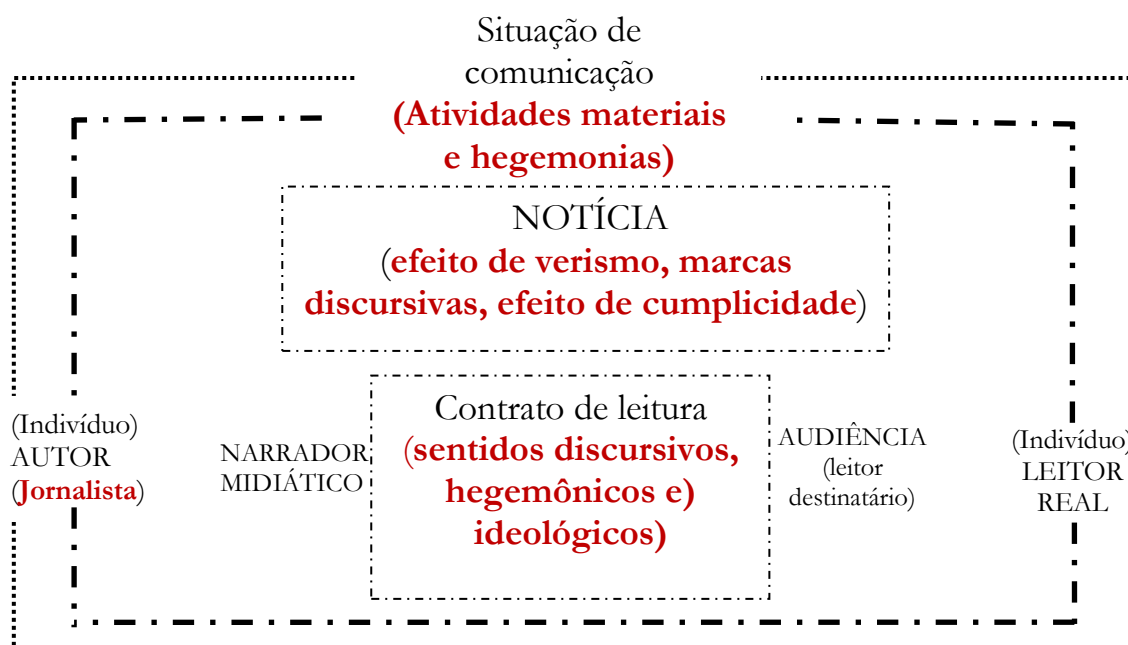 Situação de
comunicação
(Atividades materiais
e hegemonias)
NOTÍCIA
(efeito de verismo, marcas
discursivas, efeito de cumplicidade)
(Indivíduo)
AUTOR
(Jornalista)
NARRADOR
MIDIÁTICO
Contrato de leitura
(sentidos discursivos,
hegemônicos e)
ideológicos)
AUDIÊNCIA
(leitor
destinatário)
(Indivíduo)
LEITOR
REAL